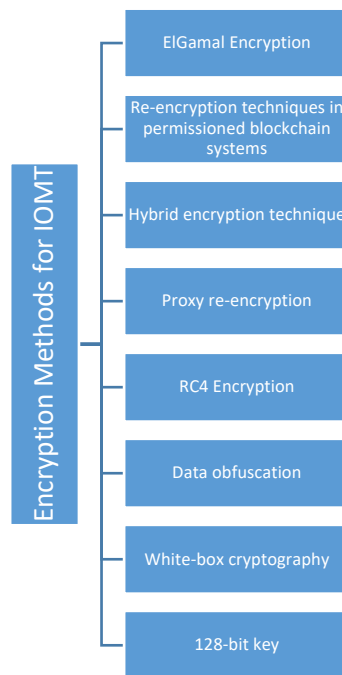 Encryption Methods for IOMT
ElGamal Encryption
Re-encryption techniques in
permissioned blockchain
systems
Hybrid encryption technique
Proxy re-encryption
RC4 Encryption
Data obfuscation
White-box cryptography
128-bit key